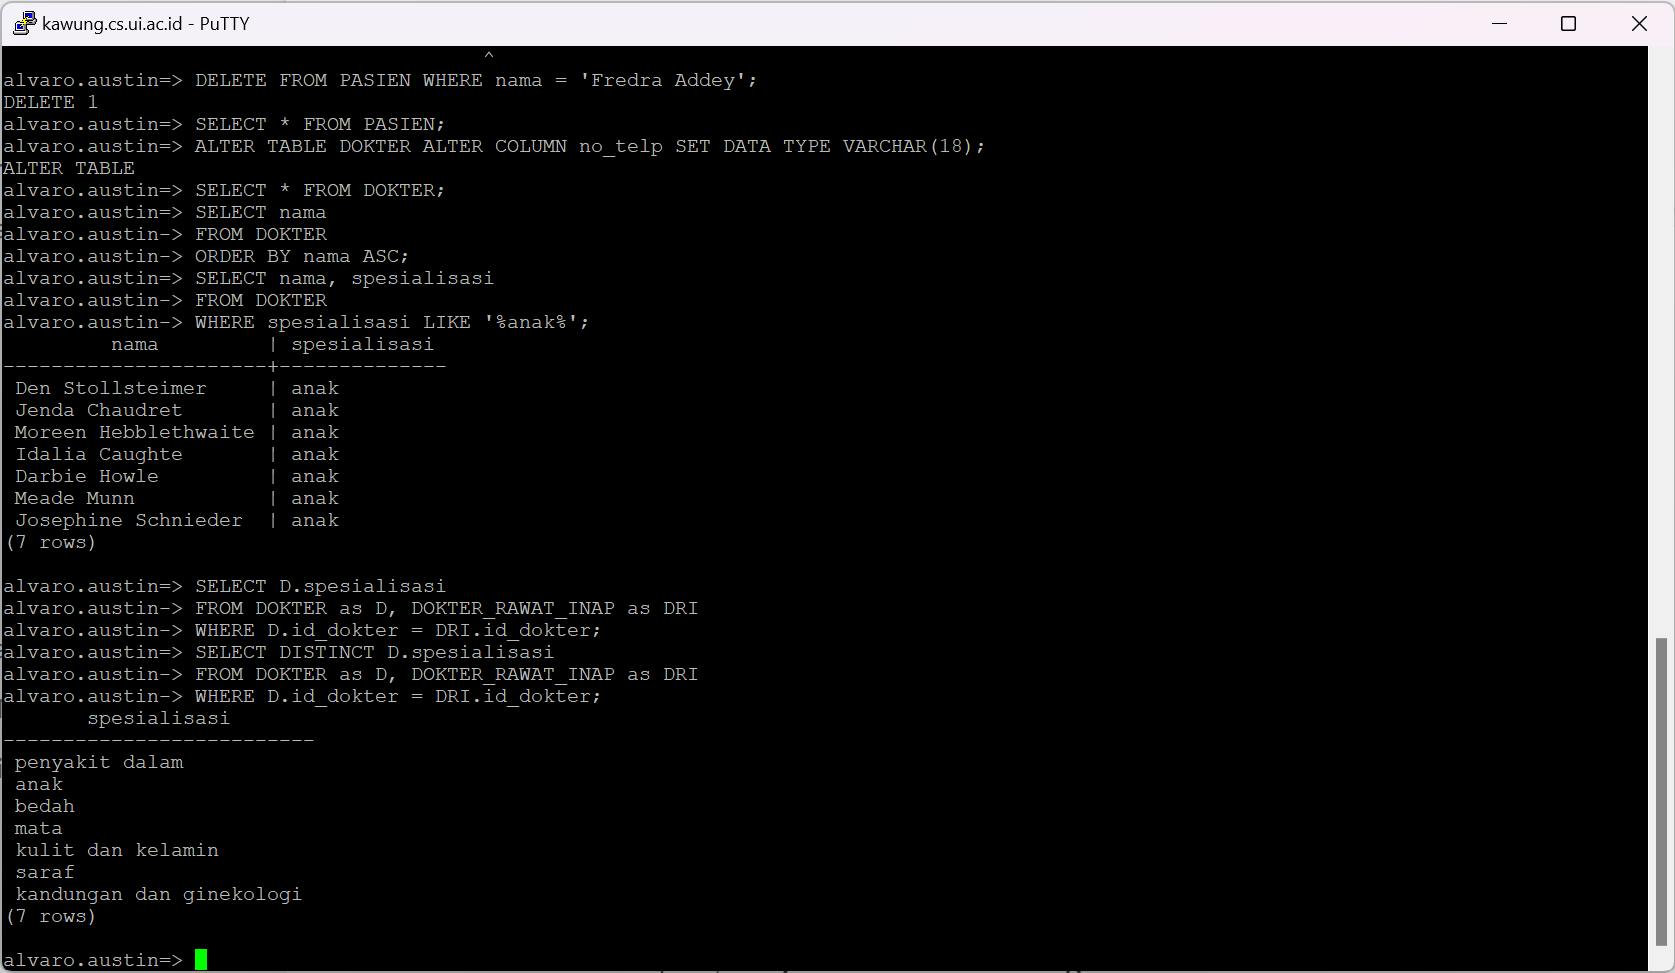 kawung.cs.ui.ac.id - PuTTY
^
alvaro.austin=> DELETE FROM PASIEN WHERE nama = 'Fredra Addey';
DELETE 1
alvaro.austin=> SELECT * FROM PASIEN;
alvaro.austin=> ALTER TABLE DOKTER ALTER COLUMN no_telp SET DATA TYPE VARCHAR(18);
ALTER TABLE
alvaro.austin=> SELECT * FROM DOKTER;
alvaro.austin=> SELECT nama
alvaro.austin-> FROM DOKTER
alvaro.austin-> ORDER BY nama ASC;
alvaro.austin=> SELECT nama, spesialisasi
alvaro.austin-> FROM DOKTER
alvaro.austin-> WHERE spesialisasi LIKE '%anak%';
         nama         | spesialisasi
----------------------+--------------
 Den Stollsteimer     | anak
 Jenda Chaudret       | anak
 Moreen Hebblethwaite | anak
 Idalia Caughte       | anak
 Darbie Howle         | anak
 Meade Munn           | anak
 Josephine Schnieder  | anak
(7 rows)
alvaro.austin=> SELECT D.spesialisasi
alvaro.austin-> FROM DOKTER as D, DOKTER_RAWAT_INAP as DRI
alvaro.austin-> WHERE D.id_dokter = DRI.id_dokter;
alvaro.austin=> SELECT DISTINCT D.spesialisasi
alvaro.austin-> FROM DOKTER as D, DOKTER_RAWAT_INAP as DRI
alvaro.austin-> WHERE D.id_dokter = DRI.id_dokter;
       spesialisasi
--------------------------
 penyakit dalam
 anak
 bedah
 mata
 kulit dan kelamin
 saraf
 kandungan dan ginekologi
(7 rows)
alvaro.austin=>